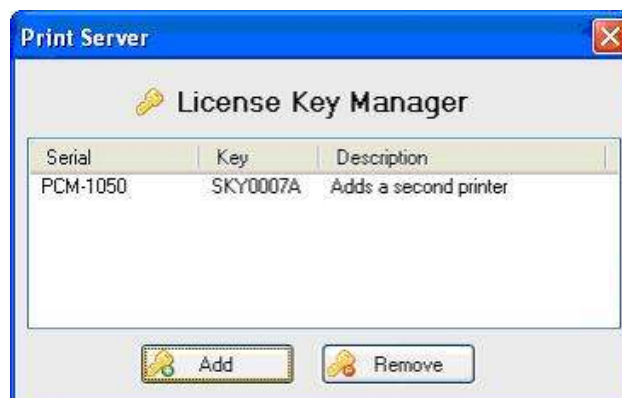 Print Server
License Key Manager
Serial Key Description
PCM-1050 SKY0007A Adds a second printer
Add Remove